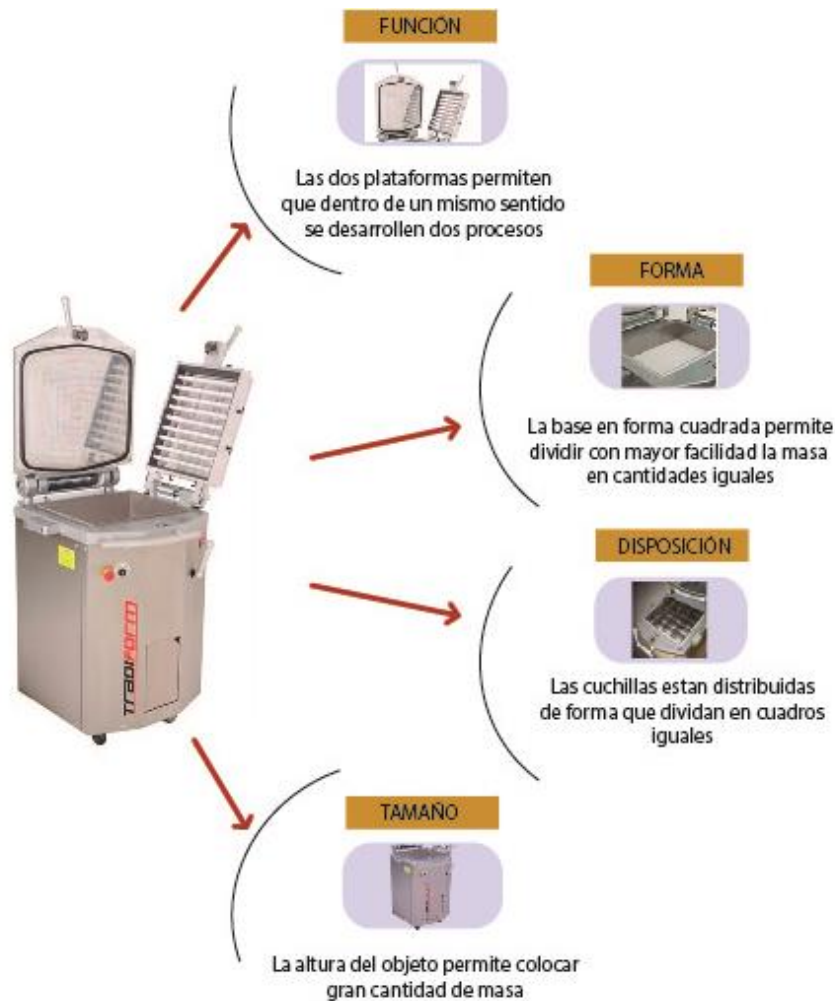 FUNCIÓN
Las dos plataformas permiten
que dentro de un mismo sentido
se desarrollen dos procesos
FORMA
La base en forma cuadrada permite
dividir con mayor facilidad la masa
en cantidades iguales
DISPOSICIÓN
Las cuchillas estan distribuidas
de forma que dividan en cuadros
iguales
TRADIFORM
TAMAÑO
La altura del objeto permite colocar
gran cantidad de masa